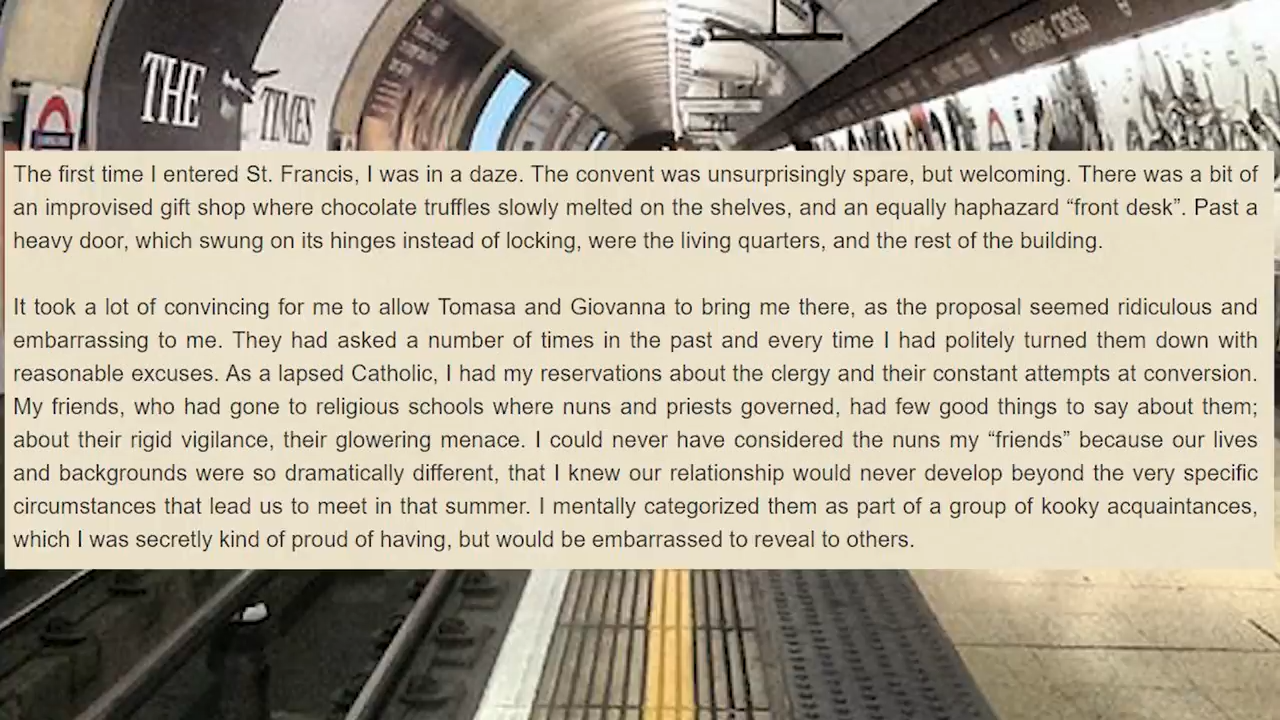 THE
TIMES
CHARING CROSS
The first time I entered St. Francis, I was in a daze. The convent was unsurprisingly spare, but welcoming. There was a bit of
an improvised gift shop where chocolate truffles slowly melted on the shelves, and an equally haphazard “front desk”. Past a
heavy door, which swung on its hinges instead of locking, were the living quarters, and the rest of the building.
It took a lot of convincing for me to allow Tomasa and Giovanna to bring me there, as the proposal seemed ridiculous and
embarrassing to me. They had asked a number of times in the past and every time I had politely turned them down with
reasonable excuses. As a lapsed Catholic, I had my reservations about the clergy and their constant attempts at conversion.
My friends, who had gone to religious schools where nuns and priests governed, had few good things to say about them;
about their rigid vigilance, their glowering menace. I could never have considered the nuns my “friends” because our lives
and backgrounds were so dramatically different, that I knew our relationship would never develop beyond the very specific
circumstances that lead us to meet in that summer. I mentally categorized them as part of a group of kooky acquaintances,
which I was secretly kind of proud of having, but would be embarrassed to reveal to others.